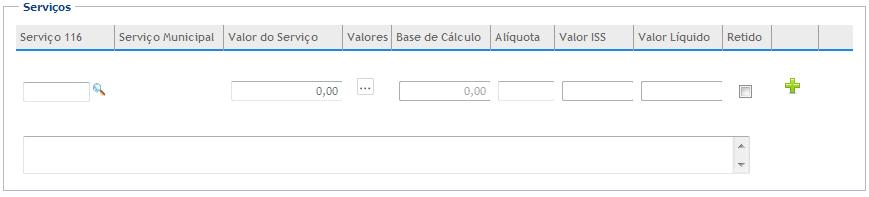 Serviços
Serviço 116 Serviço Municipal Valor do Serviço Valores Base de Cálculo Alíquota Valor ISS Valor Líquido Retido
0,00 ... 0,00